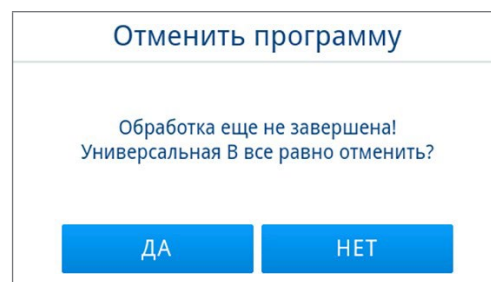 Отменить программу
Обработка еще не завершена!
Универсальная В все равно отменить?
ДА
НЕТ